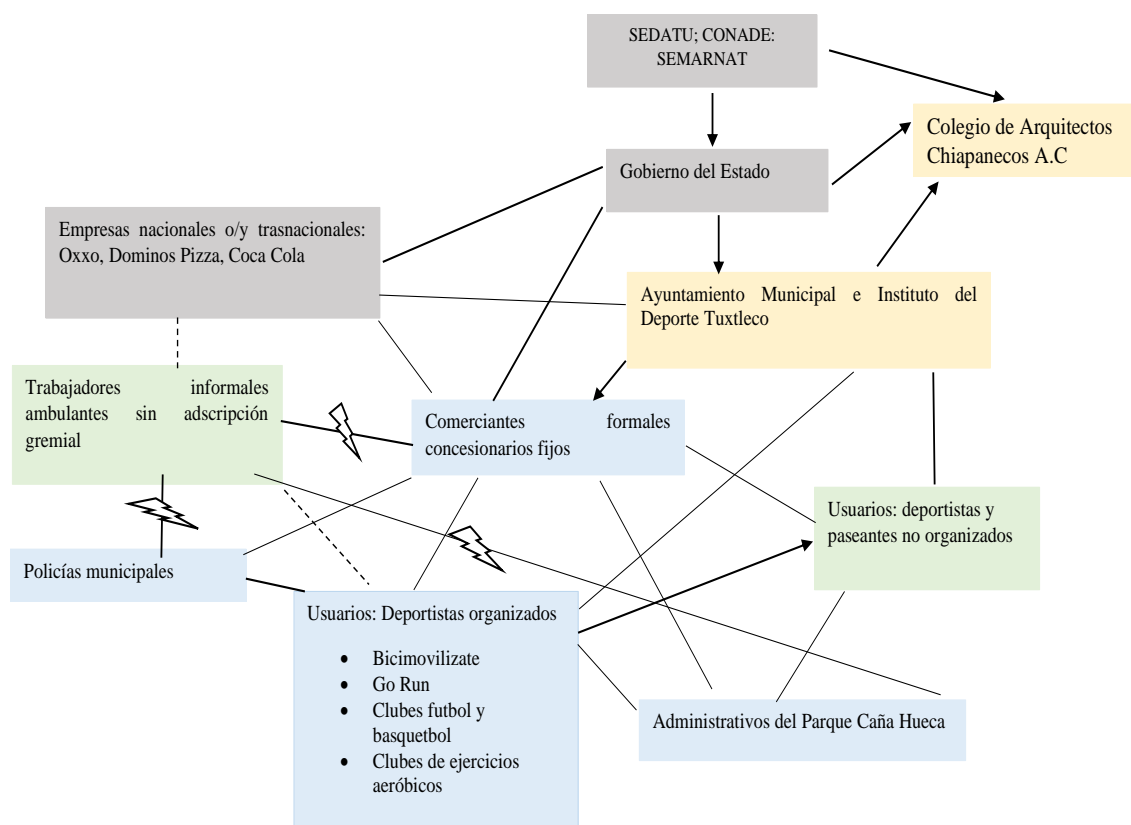 SEDATU; CONADE:
SEMARNAT
Colegio de Arquitectos
Chiapanecos A.C
Gobierno del Estado
Empresas nacionales o/y trasnacionales:
Oxxo, Dominos Pizza, Coca Cola
Ayuntamiento Municipal e Instituto del
Deporte Tuxtleco
Trabajadores informales
ambulantes sin adscripción
gremial
Comerciantes formales
concesionarios fijos
Usuarios: deportistas y
paseantes no organizados
Policías municipales
Usuarios: Deportistas organizados
• Bicimovilizate
• Go Run
• Clubes futbol y
basquetbol
• Clubes de ejercicios
aeróbicos
Administrativos del Parque Caña Hueca